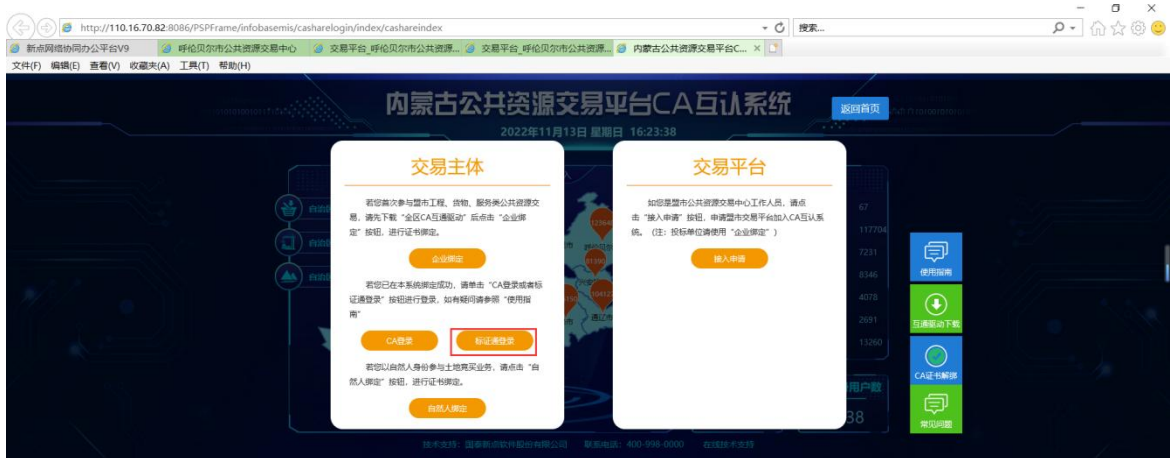 http://110.16.70.82:8086/PSPFrame/infobasemis/casharelogin/index/cashareindex
搜索...
新点网络协同办公平台V9
呼伦贝尔市公共资源交易中心
交易平台_呼伦贝尔市公共资源...
交易平台_呼伦贝尔市公共资源...
内蒙古公共资源交易平台C...
文件(F) 编辑(E) 查看(V) 收藏夹(A) 工具(T) 帮助(H)
内蒙古公共资源交易平台CA互认系统
返回首页
2022年11月13日 星期日 16:23:38
交易主体
若您首次参与盟市工程、货物、服务类公共资源交
易，请先下载“全区CA互通驱动”后点击“企业绑
定”按钮，进行证书绑定。
企业绑定
若您已在本系统绑定成功，请单击“CA登录或者标
证通登录”按钮进行登录，如有疑问请参照“使用指
南”
CA登录
标证通登录
若您以自然人身份参与土地竞买业务，请点击“自
然人绑定”按钮，进行证书绑定。
自然人绑定
交易平台
如您是盟市公共资源交易中心工作人员，请点
击“接入申请”按钮，申请盟市交易平台加入CA互认系
统。（注：投标单位请使用“企业绑定”）
接入申请
67
117704
7231
8346
4078
2691
13260
用户数
38
使用指南
互通驱动下载
CA证书解绑
常见问题
技术支持：国泰新点软件股份有限公司 联系电话：400-998-0000 在线技术支持